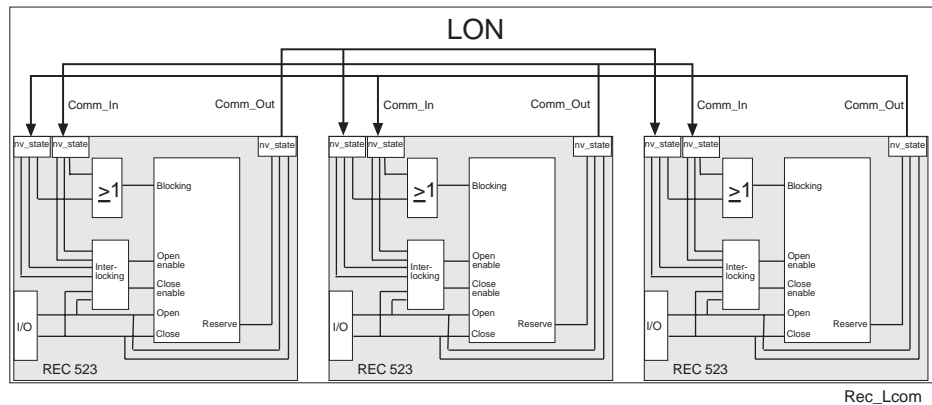 LON
Comm_In Comm_Out Comm_In Comm_Out Comm_In Comm_Out
nv_state nv_state nv_state nv_state nv_state nv_state nv_state nv_state nv_state
≥1 Blocking ≥1 Blocking ≥1 Blocking
Inter-
locking
Open
enable
Close
enable
Inter-
locking
Open
enable
Close
enable
Inter-
locking
Open
enable
Close
enable
I/O Open Close Reserve
I/O Open Close Reserve
I/O Open Close Reserve
REC 523 REC 523 REC 523
Rec_Lcom